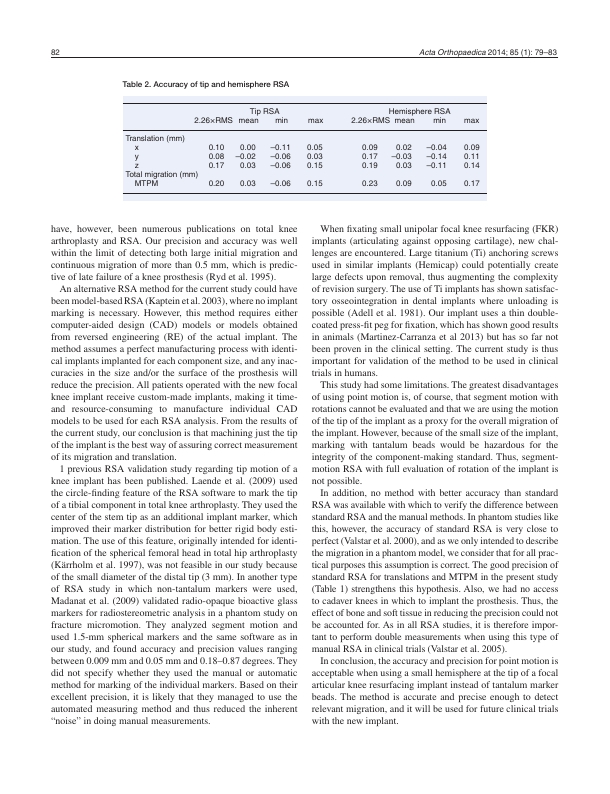 82
Acta Orthopaedica 2014; 85 (1): 79–83
Table 2. Accuracy of tip and hemisphere RSA
Tip RSA Hemisphere RSA
2.26×RMS mean min max 2.26×RMS mean min max
Translation (mm)
x 0.10 0.00 –0.11 0.05 0.09 0.02 –0.04 0.09
y 0.08 –0.02 –0.06 0.03 0.17 –0.03 –0.14 0.11
z 0.17 0.03 –0.06 0.15 0.19 0.03 –0.11 0.14
Total migration (mm)
MTPM 0.20 0.03 –0.06 0.15 0.23 0.09 0.05 0.17
have, however, been numerous publications on total knee
arthroplasty and RSA. Our precision and accuracy was well
within the limit of detecting both large initial migration and
continuous migration of more than 0.5 mm, which is predic-
tive of late failure of a knee prosthesis (Ryd et al. 1995).
An alternative RSA method for the current study could have
been model-based RSA (Kaptein et al. 2003), where no implant
marking is necessary. However, this method requires either
computer-aided design (CAD) models or models obtained
from reversed engineering (RE) of the actual implant. The
method assumes a perfect manufacturing process with identi-
cal implants implanted for each component size, and any inac-
curacies in the size and/or the surface of the prosthesis will
reduce the precision. All patients operated with the new focal
knee implant receive custom-made implants, making it time-
and resource-consuming to manufacture individual CAD
models to be used for each RSA analysis. From the results of
the current study, our conclusion is that machining just the tip
of the implant is the best way of assuring correct measurement
of its migration and translation.
1 previous RSA validation study regarding tip motion of a
knee implant has been published. Laende et al. (2009) used
the circle-finding feature of the RSA software to mark the tip
of a tibial component in total knee arthroplasty. They used the
center of the stem tip as an additional implant marker, which
improved their marker distribution for better rigid body esti-
mation. The use of this feature, originally intended for identi-
fication of the spherical femoral head in total hip arthroplasty
(Kärrholm et al. 1997), was not feasible in our study because
of the small diameter of the distal tip (3 mm). In another type
of RSA study in which non-tantalum markers were used,
Madanat et al. (2009) validated radio-opaque bioactive glass
markers for radiostereometric analysis in a phantom study on
fracture micromotion. They analyzed segment motion and
used 1.5-mm spherical markers and the same software as in
our study, and found accuracy and precision values ranging
between 0.009 mm and 0.05 mm and 0.18–0.87 degrees. They
did not specify whether they used the manual or automatic
method for marking of the individual markers. Based on their
excellent precision, it is likely that they managed to use the
automated measuring method and thus reduced the inherent
“noise” in doing manual measurements.
When fixating small unipolar focal knee resurfacing (FKR)
implants (articulating against opposing cartilage), new chal-
lenges are encountered. Large titanium (Ti) anchoring screws
used in similar implants (Hemicap) could potentially create
large defects upon removal, thus augmenting the complexity
of revision surgery. The use of Ti implants has shown satisfac-
tory osseointegration in dental implants where unloading is
possible (Adell et al. 1981). Our implant uses a thin double-
coated press-fit peg for fixation, which has shown good results
in animals (Martinez-Carranza et al 2013) but has so far not
been proven in the clinical setting. The current study is thus
important for validation of the method to be used in clinical
trials in humans.
This study had some limitations. The greatest disadvantages
of using point motion is, of course, that segment motion with
rotations cannot be evaluated and that we are using the motion
of the tip of the implant as a proxy for the overall migration of
the implant. However, because of the small size of the implant,
marking with tantalum beads would be hazardous for the
integrity of the component-making standard. Thus, segment-
motion RSA with full evaluation of rotation of the implant is
not possible.
In addition, no method with better accuracy than standard
RSA was available with which to verify the difference between
standard RSA and the manual methods. In phantom studies like
this, however, the accuracy of standard RSA is very close to
perfect (Valstar et al. 2000), and as we only intended to describe
the migration in a phantom model, we consider that for all prac-
tical purposes this assumption is correct. The good precision of
standard RSA for translations and MTPM in the present study
(Table 1) strengthens this hypothesis. Also, we had no access
to cadaver knees in which to implant the prosthesis. Thus, the
effect of bone and soft tissue in reducing the precision could not
be accounted for. As in all RSA studies, it is therefore impor-
tant to perform double measurements when using this type of
manual RSA in clinical trials (Valstar et al. 2005).
In conclusion, the accuracy and precision for point motion is
acceptable when using a small hemisphere at the tip of a focal
articular knee resurfacing implant instead of tantalum marker
beads. The method is accurate and precise enough to detect
relevant migration, and it will be used for future clinical trials
with the new implant.